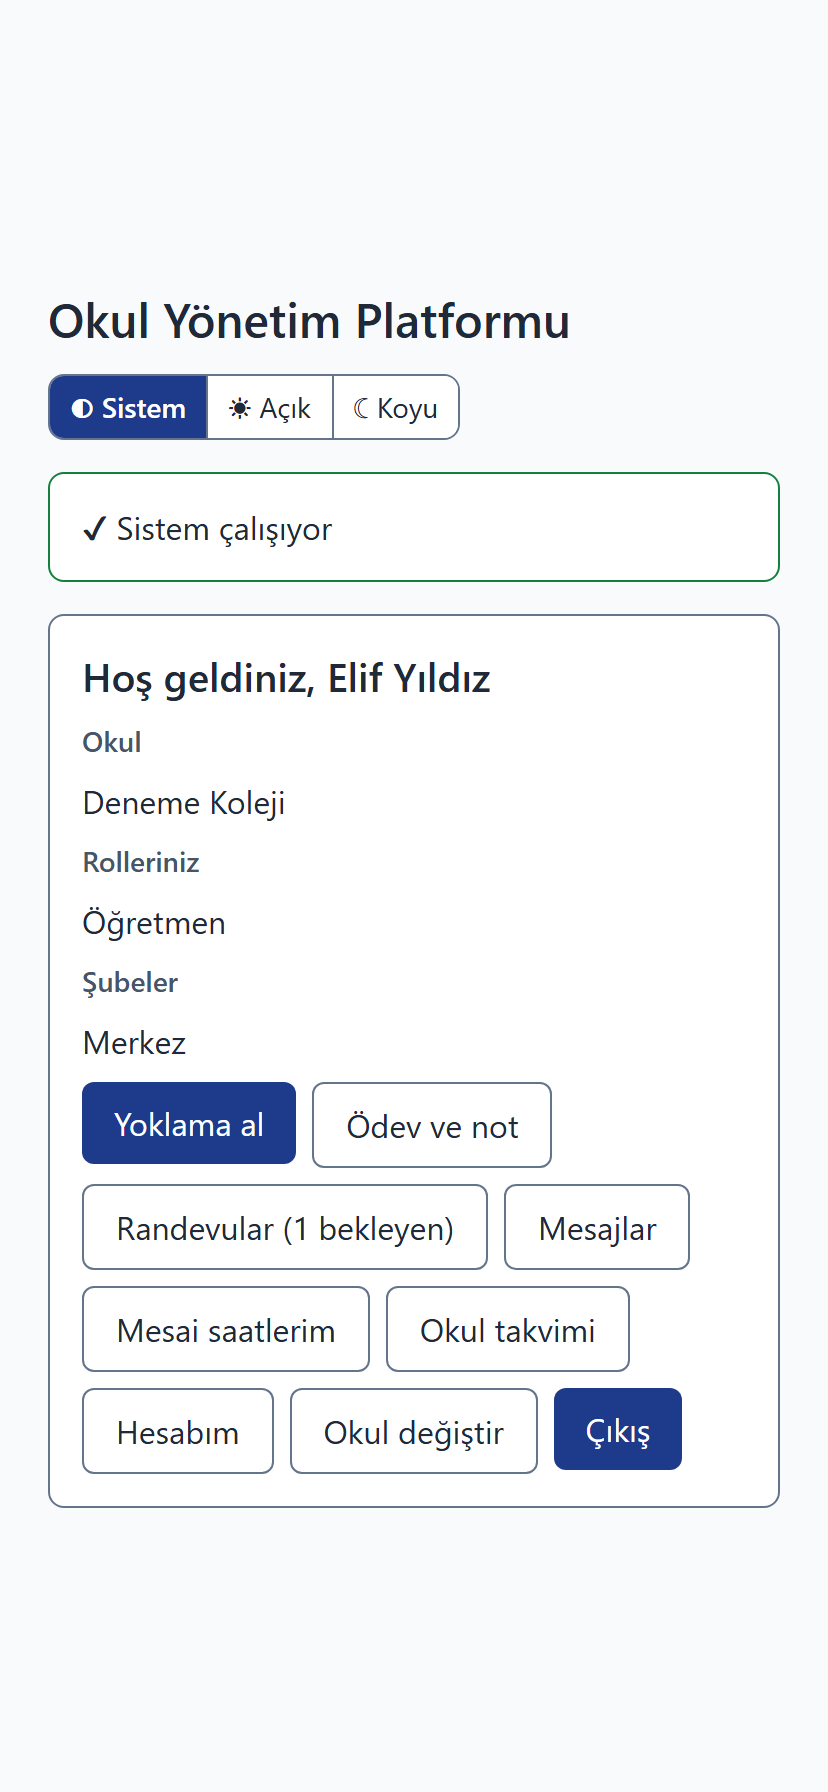 Okul Yönetim Platformu
◐ Sistem ☀ Açık ☾ Koyu
✓ Sistem çalışıyor
Hoş geldiniz, Elif Yıldız
Okul
Deneme Koleji
Rolleriniz
Öğretmen
Şubeler
Merkez
Yoklama al Ödev ve not
Randevular (1 bekleyen) Mesajlar
Mesai saatlerim Okul takvimi
Hesabım Okul değiştir Çıkış